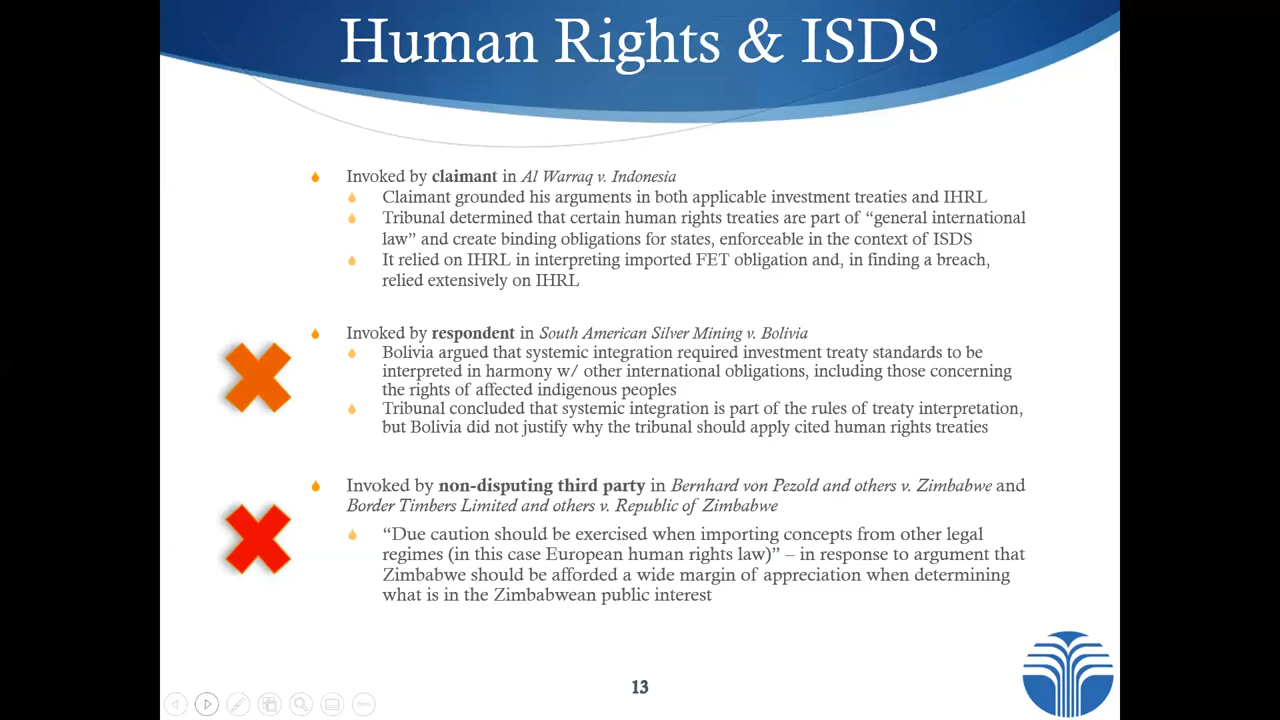 Human Rights & ISDS
Invoked by claimant in Al Warraq v. Indonesia
Claimant grounded his arguments in both applicable investment treaties and IHRL
Tribunal determined that certain human rights treaties are part of “general international
law” and create binding obligations for states, enforceable in the context of ISDS
It relied on IHRL in interpreting imported FET obligation and, in finding a breach,
relied extensively on IHRL
Invoked by respondent in South American Silver Mining v. Bolivia
Bolivia argued that systemic integration required investment treaty standards to be
interpreted in harmony w/ other international obligations, including those concerning
the rights of affected indigenous peoples
Tribunal concluded that systemic integration is part of the rules of treaty interpretation,
but Bolivia did not justify why the tribunal should apply cited human rights treaties
Invoked by non-disputing third party in Bernhard von Pezold and others v. Zimbabwe and
Border Timbers Limited and others v. Republic of Zimbabwe
“Due caution should be exercised when importing concepts from other legal
regimes (in this case European human rights law)” – in response to argument that
Zimbabwe should be afforded a wide margin of appreciation when determining
what is in the Zimbabwean public interest
13